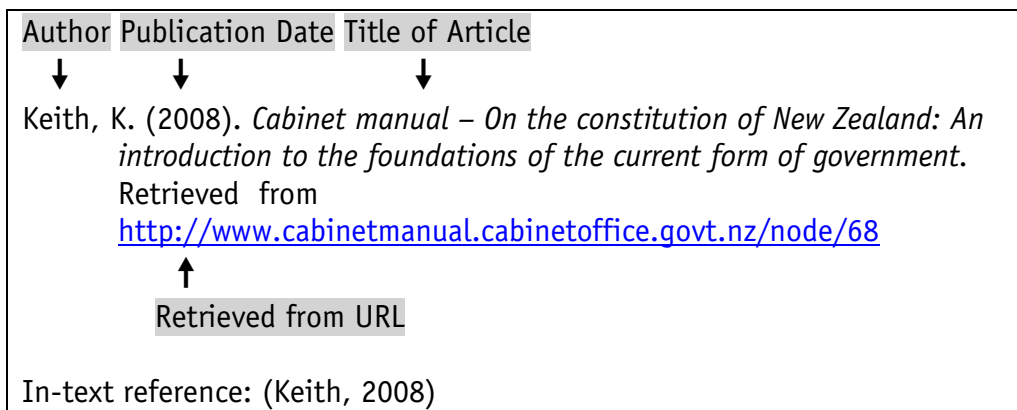 Author Publication Date Title of Article
Keith, K. (2008). Cabinet manual – On the constitution of New Zealand: An
introduction to the foundations of the current form of government.
Retrieved from
http://www.cabinetmanual.cabinetoffice.govt.nz/node/68
Retrieved from URL
In-text reference: (Keith, 2008)